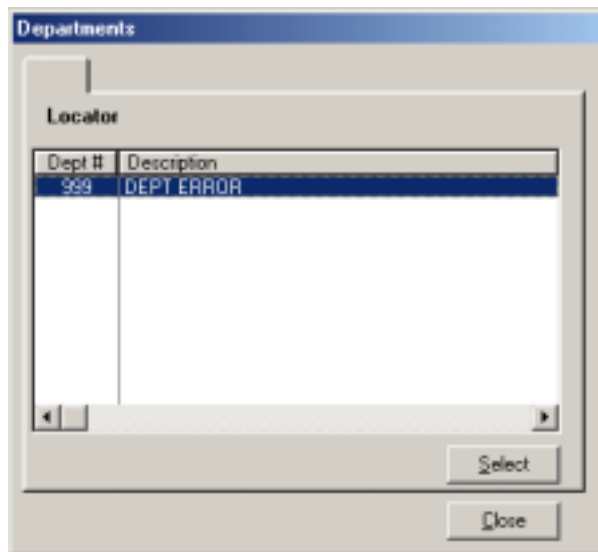 Departments
Locator
Dept # Description
999 DEPT ERROR
Select
Close